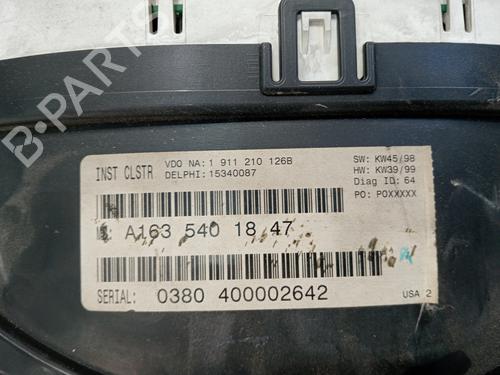 B-Parts
INST CLSTR VDO NA: 1 911 210 126B
DELPHI: 15340087
SW: KW45/98
HW: KW39/99
Diag ID: 64
PO: POXXXXX
A163 540 18 47
SERIAL: 0380 400002642
USA 2